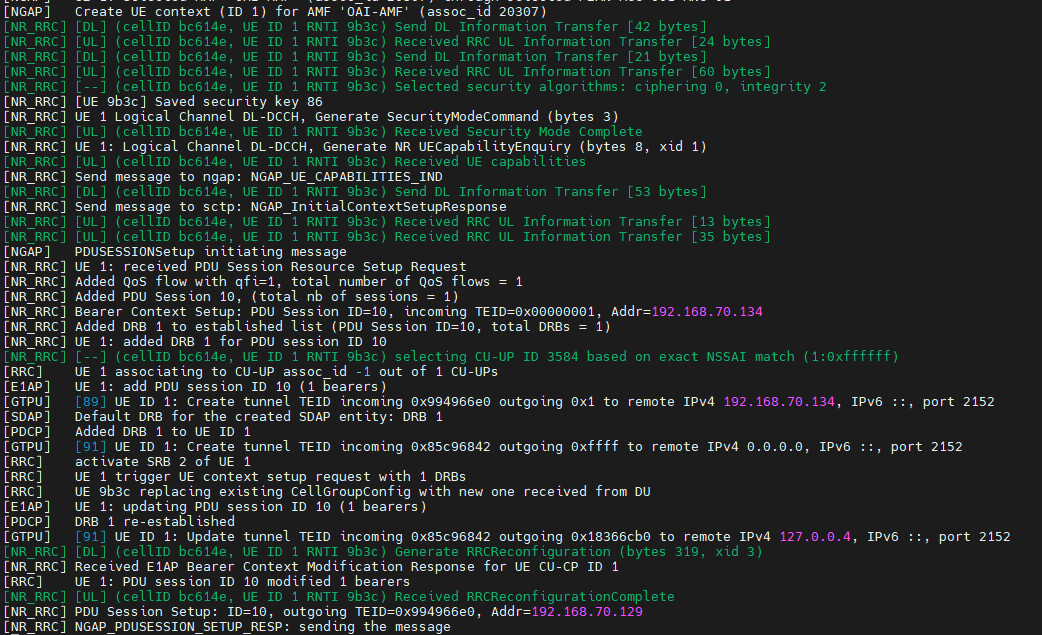 [NGAP]   Create UE context (ID 1) for AMF 'OAI-AMF' (assoc_id 20307)
[NR_RRC] [DL] (cellID bc614e, UE ID 1 RNTI 9b3c) Send DL Information Transfer [42 bytes]
[NR_RRC] [UL] (cellID bc614e, UE ID 1 RNTI 9b3c) Received RRC UL Information Transfer [24 bytes]
[NR_RRC] [DL] (cellID bc614e, UE ID 1 RNTI 9b3c) Send DL Information Transfer [21 bytes]
[NR_RRC] [UL] (cellID bc614e, UE ID 1 RNTI 9b3c) Received RRC UL Information Transfer [60 bytes]
[NR_RRC] [--] (cellID bc614e, UE ID 1 RNTI 9b3c) Selected security algorithms: ciphering 0, integrity 2
[NR_RRC] [UE 9b3c] Saved security key 86
[NR_RRC] UE 1 Logical Channel DL-DCCH, Generate SecurityModeCommand (bytes 3)
[NR_RRC] [UL] (cellID bc614e, UE ID 1 RNTI 9b3c) Received Security Mode Complete
[NR_RRC] UE 1: Logical Channel DL-DCCH, Generate NR UECapabilityEnquiry (bytes 8, xid 1)
[NR_RRC] [UL] (cellID bc614e, UE ID 1 RNTI 9b3c) Received UE capabilities
[NR_RRC] Send message to ngap: NGAP_UE_CAPABILITIES_IND
[NR_RRC] [DL] (cellID bc614e, UE ID 1 RNTI 9b3c) Send DL Information Transfer [53 bytes]
[NR_RRC] Send message to sctp: NGAP_InitialContextSetupResponse
[NR_RRC] [UL] (cellID bc614e, UE ID 1 RNTI 9b3c) Received RRC UL Information Transfer [13 bytes]
[NR_RRC] [UL] (cellID bc614e, UE ID 1 RNTI 9b3c) Received RRC UL Information Transfer [35 bytes]
[NGAP]   PDUSESSIONSetup initiating message
[NR_RRC] UE 1: received PDU Session Resource Setup Request
[NR_RRC] Added QoS flow with qfi=1, total number of QoS flows = 1
[NR_RRC] Added PDU Session 10, (total nb of sessions = 1)
[NR_RRC] Bearer Context Setup: PDU Session ID=10, incoming TEID=0x00000001, Addr=192.168.70.134
[NR_RRC] Added DRB 1 to established list (PDU Session ID=10, total DRBs = 1)
[NR_RRC] UE 1: added DRB 1 for PDU session ID 10
[NR_RRC] [--] (cellID bc614e, UE ID 1 RNTI 9b3c) selecting CU-UP ID 3584 based on exact NSSAI match (1:0xffffff)
[RRC]    UE 1 associating to CU-UP assoc_id -1 out of 1 CU-UPs
[E1AP]   UE 1: add PDU session ID 10 (1 bearers)
[GTPU]   [89] UE ID 1: Create tunnel TEID incoming 0x994966e0 outgoing 0x1 to remote IPv4 192.168.70.134, IPv6 ::, port 2152
[SDAP]   Default DRB for the created SDAP entity: DRB 1
[PDCP]   Added DRB 1 to UE ID 1
[GTPU]   [91] UE ID 1: Create tunnel TEID incoming 0x85c96842 outgoing 0xffff to remote IPv4 0.0.0.0, IPv6 ::, port 2152
[RRC]    activate SRB 2 of UE 1
[RRC]    UE 1 trigger UE context setup request with 1 DRBs
[RRC]    UE 9b3c replacing existing CellGroupConfig with new one received from DU
[E1AP]   UE 1: updating PDU session ID 10 (1 bearers)
[PDCP]   DRB 1 re-established
[GTPU]   [91] UE ID 1: Update tunnel TEID incoming 0x85c96842 outgoing 0x18366cb0 to remote IPv4 127.0.0.4, IPv6 ::, port 2152
[NR_RRC] [DL] (cellID bc614e, UE ID 1 RNTI 9b3c) Generate RRCReconfiguration (bytes 319, xid 3)
[NR_RRC] Received E1AP Bearer Context Modification Response for UE CU-CP ID 1
[RRC]    UE 1: PDU session ID 10 modified 1 bearers
[NR_RRC] [UL] (cellID bc614e, UE ID 1 RNTI 9b3c) Received RRCReconfigurationComplete
[NR_RRC] PDU Session Setup: ID=10, outgoing TEID=0x994966e0, Addr=192.168.70.129
[NR_RRC] NGAP_PDUSESSION_SETUP_RESP: sending the message